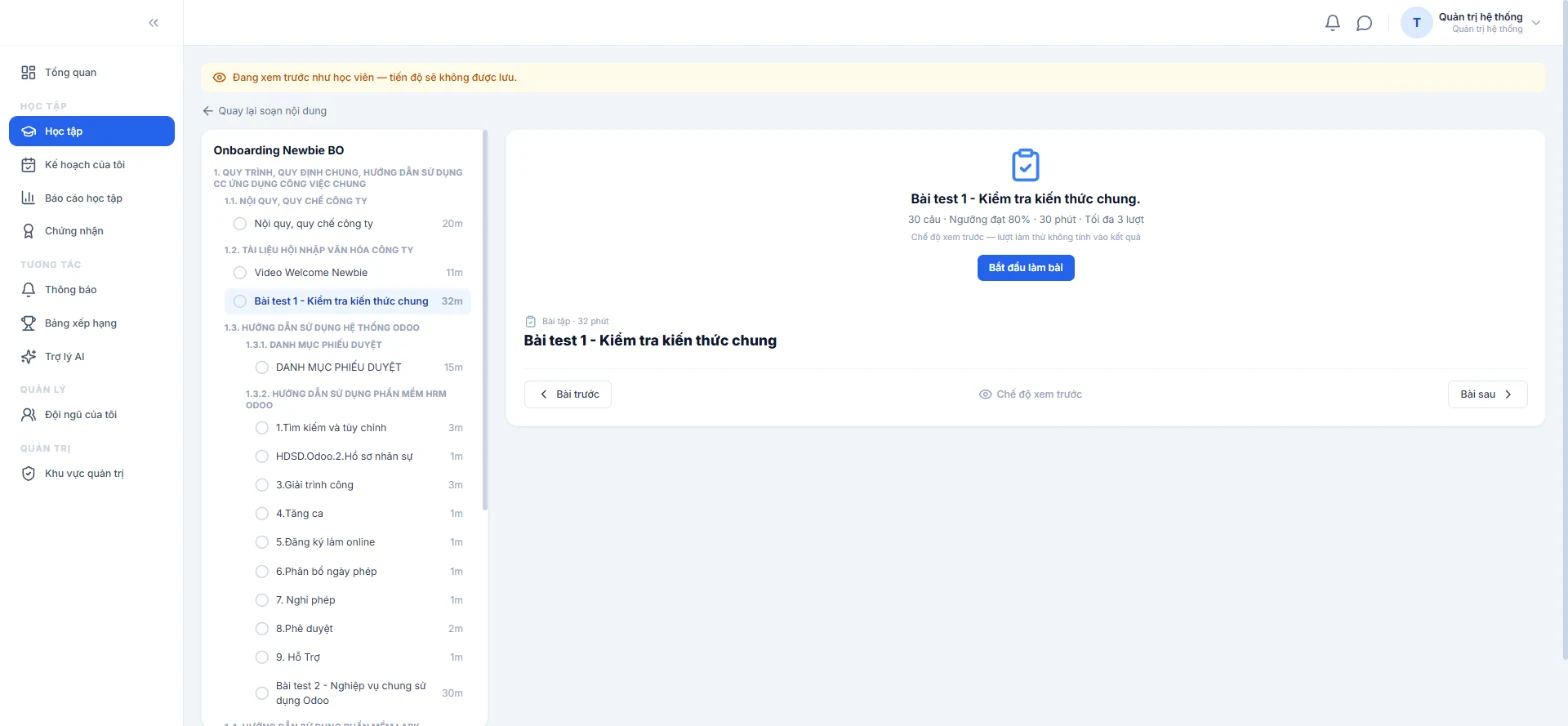 T
Quản trị hệ thống
Quản trị hệ thống
Tổng quan
HỌC TẬP
Học tập
Kế hoạch của tôi
Báo cáo học tập
Chứng nhận
TƯƠNG TÁC
Thông báo
Bảng xếp hạng
Trợ lý AI
QUẢN LÝ
Đội ngũ của tôi
QUẢN TRỊ
Khu vực quản trị
Đang xem trước như học viên — tiến độ sẽ không được lưu.
Quay lại soạn nội dung
Onboarding Newbie BO
1. QUY TRÌNH, QUY ĐỊNH CHUNG, HƯỚNG DẪN SỬ DỤNG
CC ỨNG DỤNG CÔNG VIỆC CHUNG
1.1. NỘI QUY, QUY CHẾ CÔNG TY
Nội quy, quy chế công ty 20m
1.2. TÀI LIỆU HỘI NHẬP VĂN HÓA CÔNG TY
Video Welcome Newbie 11m
Bài test 1 - Kiểm tra kiến thức chung 32m
1.3. HƯỚNG DẪN SỬ DỤNG HỆ THỐNG ODOO
1.3.1. DANH MỤC PHIẾU DUYỆT
DANH MỤC PHIẾU DUYỆT 15m
1.3.2. HƯỚNG DẪN SỬ DỤNG PHẦN MỀM HRM
ODOO
1.Tìm kiếm và tùy chỉnh 3m
HDSD.Odoo.2.Hồ sơ nhân sự 1m
3.Giải trình công 3m
4.Tăng ca 1m
5.Đăng ký làm online 1m
6.Phân bổ ngày phép 1m
7. Nghỉ phép 1m
8.Phê duyệt 2m
9. Hỗ Trợ 1m
Bài test 2 - Nghiệp vụ chung sử
dụng Odoo 30m
1.4. HƯỚNG DẪN SỬ DỤNG PHẦN MỀM LARK
Bài test 1 - Kiểm tra kiến thức chung.
30 câu · Ngưỡng đạt 80% · 30 phút · Tối đa 3 lượt
Chế độ xem trước — lượt làm thử không tính vào kết quả
Bắt đầu làm bài
Bài tập · 32 phút
Bài test 1 - Kiểm tra kiến thức chung
Bài trước
Chế độ xem trước
Bài sau